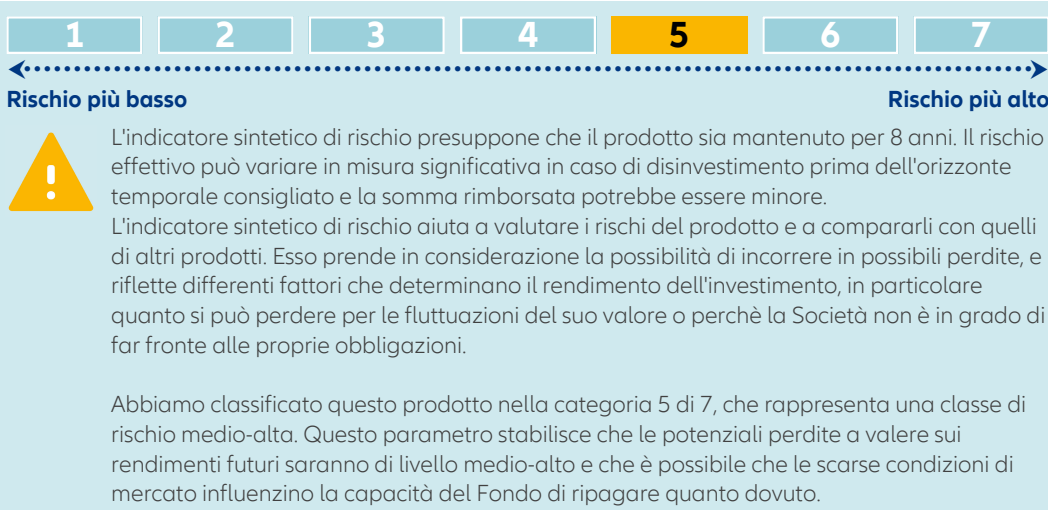 1 2 3 4 5 6 7
Rischio più basso Rischio più alto
L'indicatore sintetico di rischio presuppone che il prodotto sia mantenuto per 8 anni. Il rischio
effettivo può variare in misura significativa in caso di disinvestimento prima dell'orizzonte
temporale consigliato e la somma rimborsata potrebbe essere minore.
L'indicatore sintetico di rischio aiuta a valutare i rischi del prodotto e a compararli con quelli
di altri prodotti. Esso prende in considerazione la possibilità di incorrere in possibili perdite, e
riflette differenti fattori che determinano il rendimento dell'investimento, in particolare
quanto si può perdere per le fluttuazioni del suo valore o perchè la Società non è in grado di
far fronte alle proprie obbligazioni.
Abbiamo classificato questo prodotto nella categoria 5 di 7, che rappresenta una classe di
rischio medio-alta. Questo parametro stabilisce che le potenziali perdite a valere sui
rendimenti futuri saranno di livello medio-alto e che è possibile che le scarse condizioni di
mercato influenzino la capacità del Fondo di ripagare quanto dovuto.